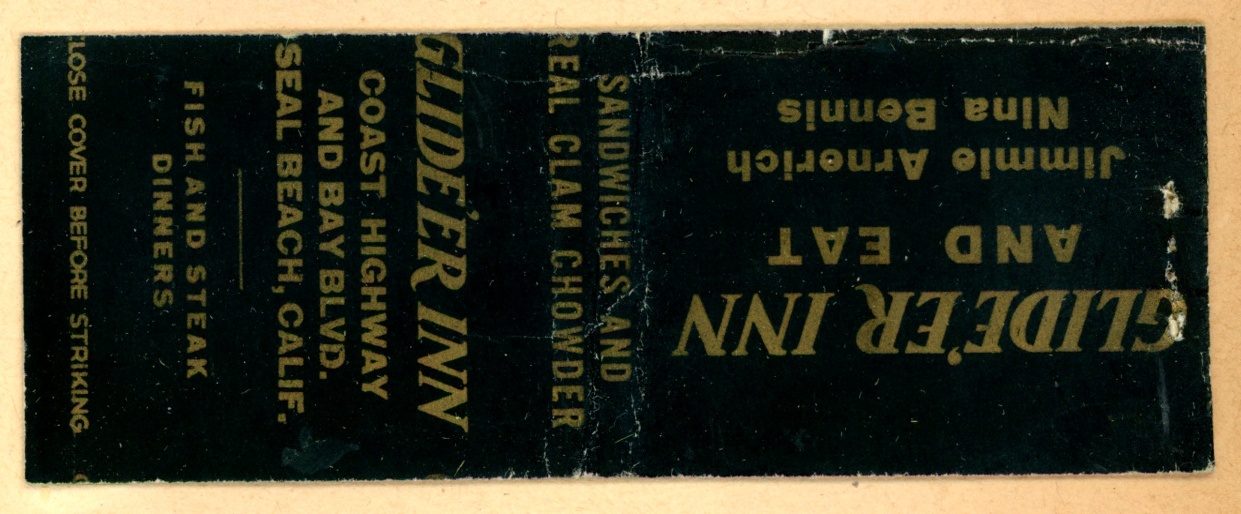 GLIDE'ER INN
AND EAT
Jimmie Arnerich
Nina Bennis
SANDWICHES AND
REAL CLAM CHOWDER
GLIDE'ER INN
COAST HIGHWAY
AND BAY BLVD.
SEAL BEACH, CALIF.
FISH AND STEAK
DINNERS
CLOSE COVER BEFORE STRIKING